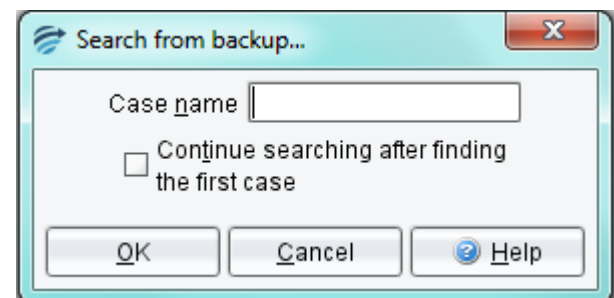 Search from backup...
Case name
Continue searching after finding
the first case
OK Cancel Help